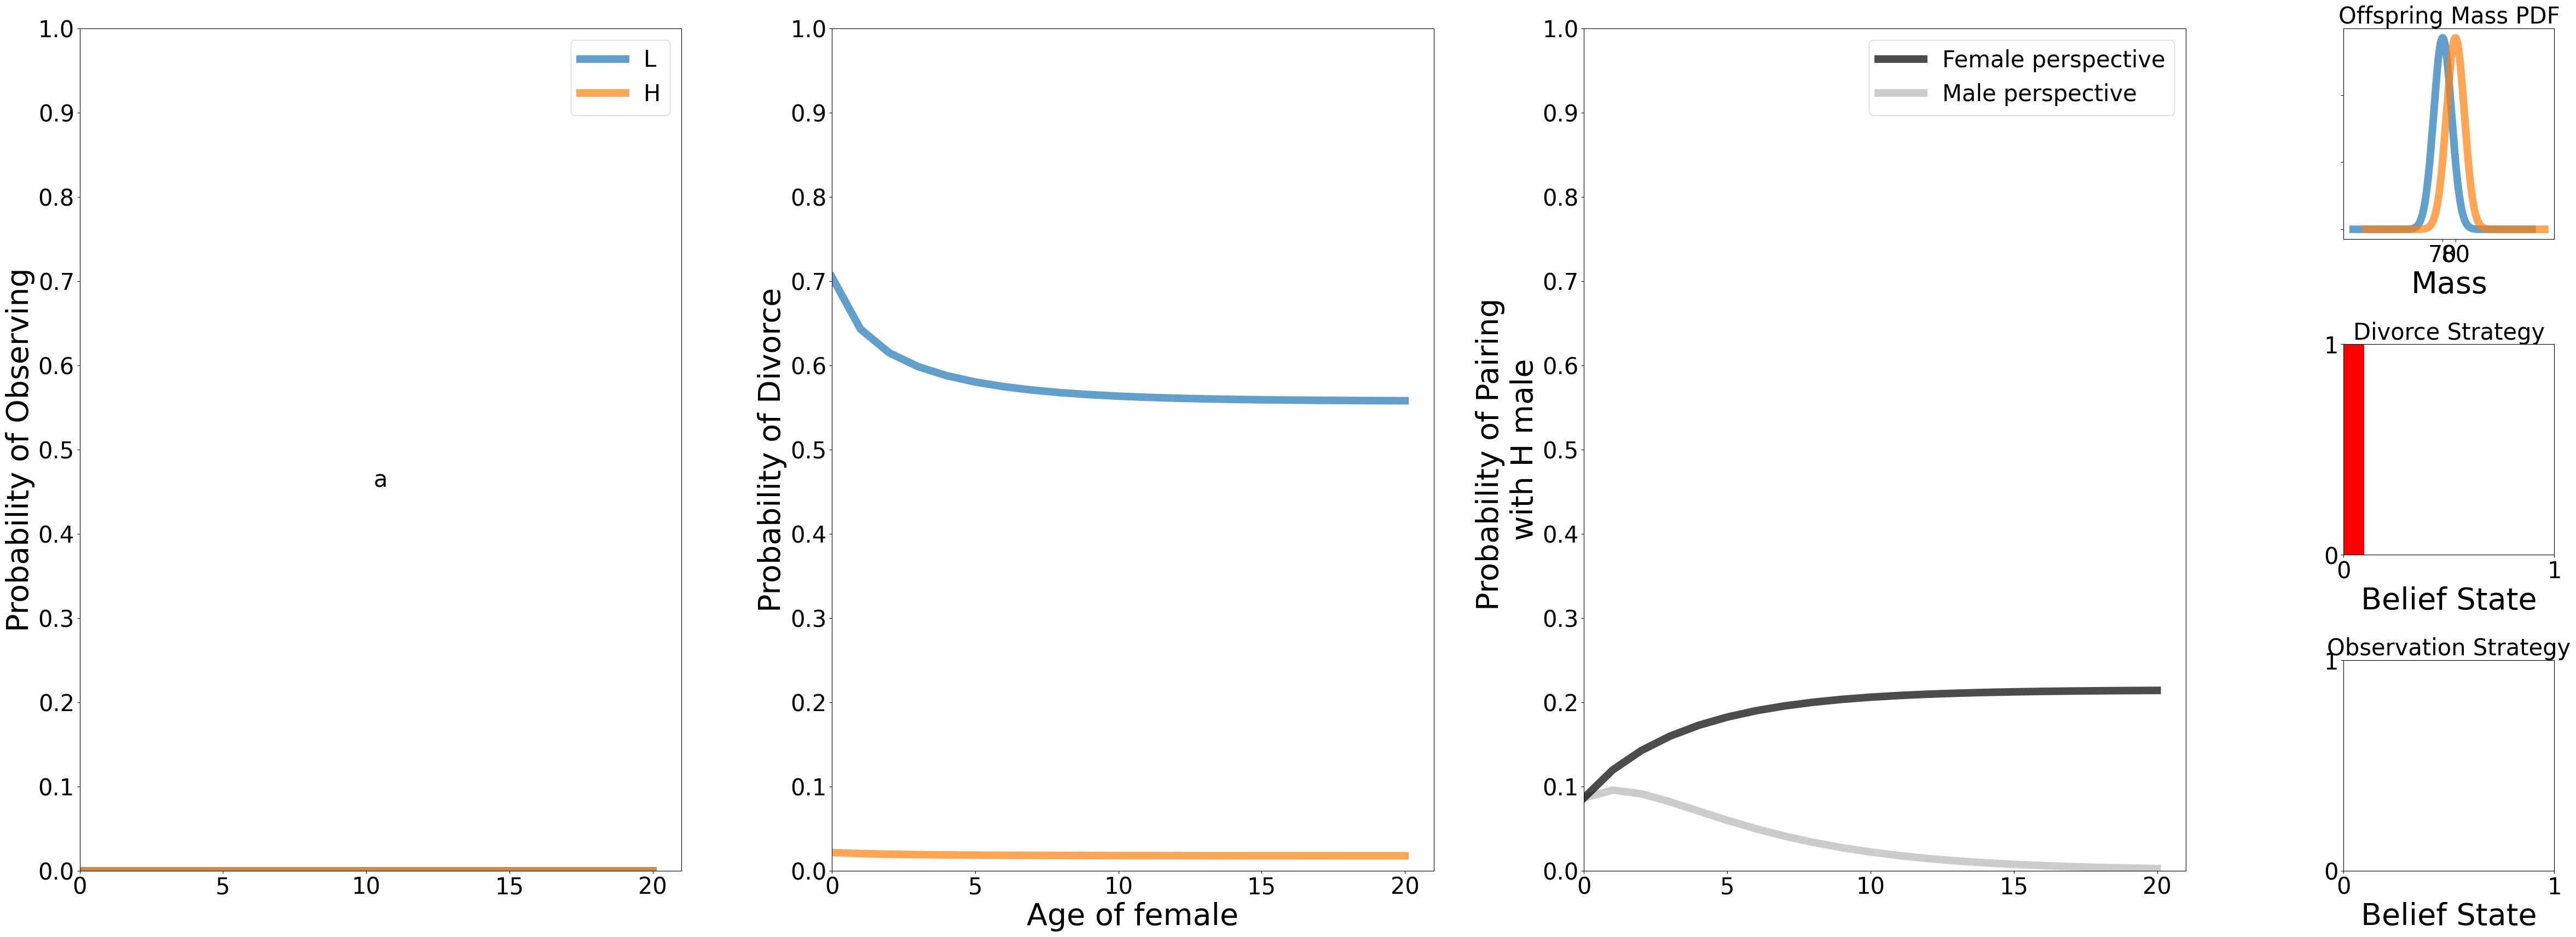 Probability of Observing
1.0
0.9
0.8
0.7
0.6
0.5
0.4
0.3
0.2
0.1
0.0
0 5 10 15 20
L
H
a
Probability of Divorce
1.0
0.9
0.8
0.7
0.6
0.5
0.4
0.3
0.2
0.1
0.0
0 5 10 15 20
Age of female
Probability of Pairing
with H male
1.0
0.9
0.8
0.7
0.6
0.5
0.4
0.3
0.2
0.1
0.0
0 5 10 15 20
Female perspective
Male perspective
Offspring Mass PDF
Mass
Divorce Strategy
1
0
0 1
Belief State
Observation Strategy
1
0
0 1
Belief State